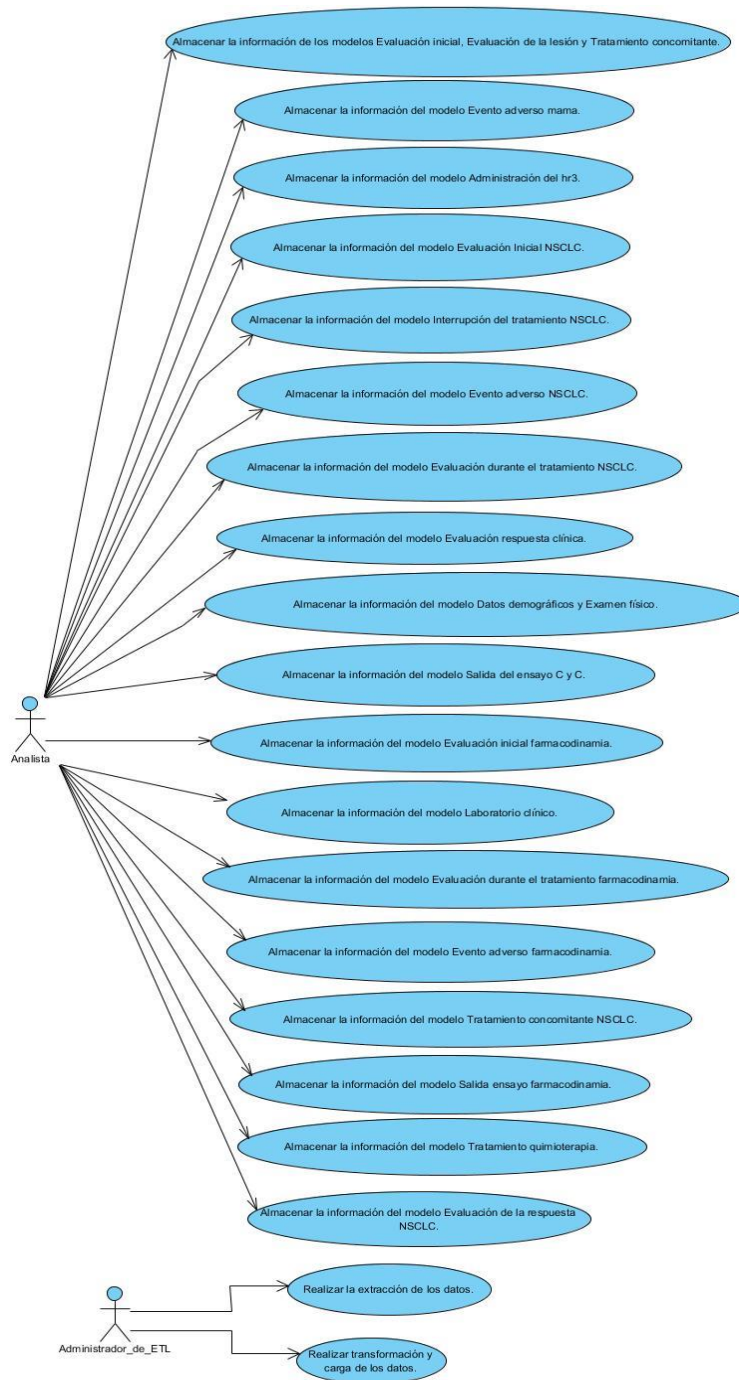 Almacenar la información de los modelos Evaluación inicial, Evaluación de la lesión y Tratamiento concomitante.
Almacenar la información del modelo Evento adverso mama.
Almacenar la información del modelo Administración del hr3.
Almacenar la información del modelo Evaluación Inicial NSCLC.
Almacenar la información del modelo Interrupción del tratamiento NSCLC.
Almacenar la información del modelo Evento adverso NSCLC.
Almacenar la información del modelo Evaluación durante el tratamiento NSCLC.
Almacenar la información del modelo Evaluación respuesta clínica.
Almacenar la información del modelo Datos demográficos y Examen físico.
Almacenar la información del modelo Salida del ensayo C y C.
Analista
Almacenar la información del modelo Evaluación inicial farmacodinamia.
Almacenar la información del modelo Laboratorio clínico.
Almacenar la información del modelo Evaluación durante el tratamiento farmacodinamia.
Almacenar la información del modelo Evento adverso farmacodinamia.
Almacenar la información del modelo Tratamiento concomitante NSCLC.
Almacenar la información del modelo Salida ensayo farmacodinamia.
Almacenar la información del modelo Tratamiento quimioterapia.
Almacenar la información del modelo Evaluación de la respuesta
NSCLC.
Realizar la extracción de los datos.
Administrador_de_ETL
Realizar transformación y
carga de los datos.